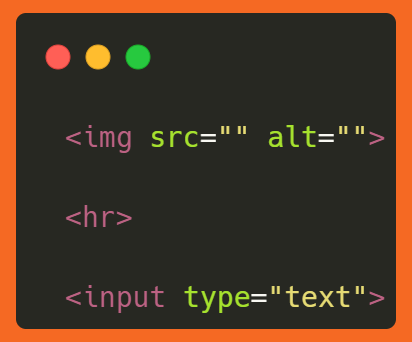 <img src="" alt="">
<hr>
<input type="text">